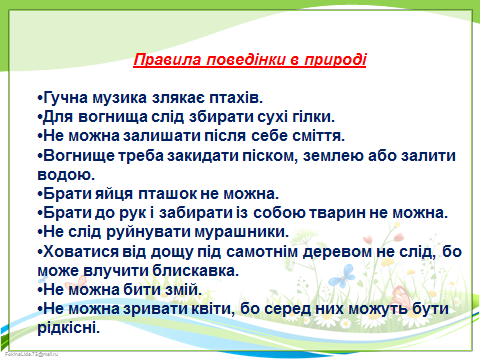 Правила поведінки в природі
•Гучна музика злякає птахів.
•Для вогнища слід збирати сухі гілки.
•Не можна залишати після себе сміття.
•Вогнище треба закидати піском, землею або залити
водою.
•Брати яйця пташок не можна.
•Брати до рук і забирати із собою тварин не можна.
•Не слід руйнувати мурашники.
•Ховатися від дощу під самотнім деревом не слід, бо
може влучити блискавка.
•Не можна бити змій.
•Не можна зривати квіти, бо серед них можуть бути
рідкісні.
FokinaLida.75@mail.ru